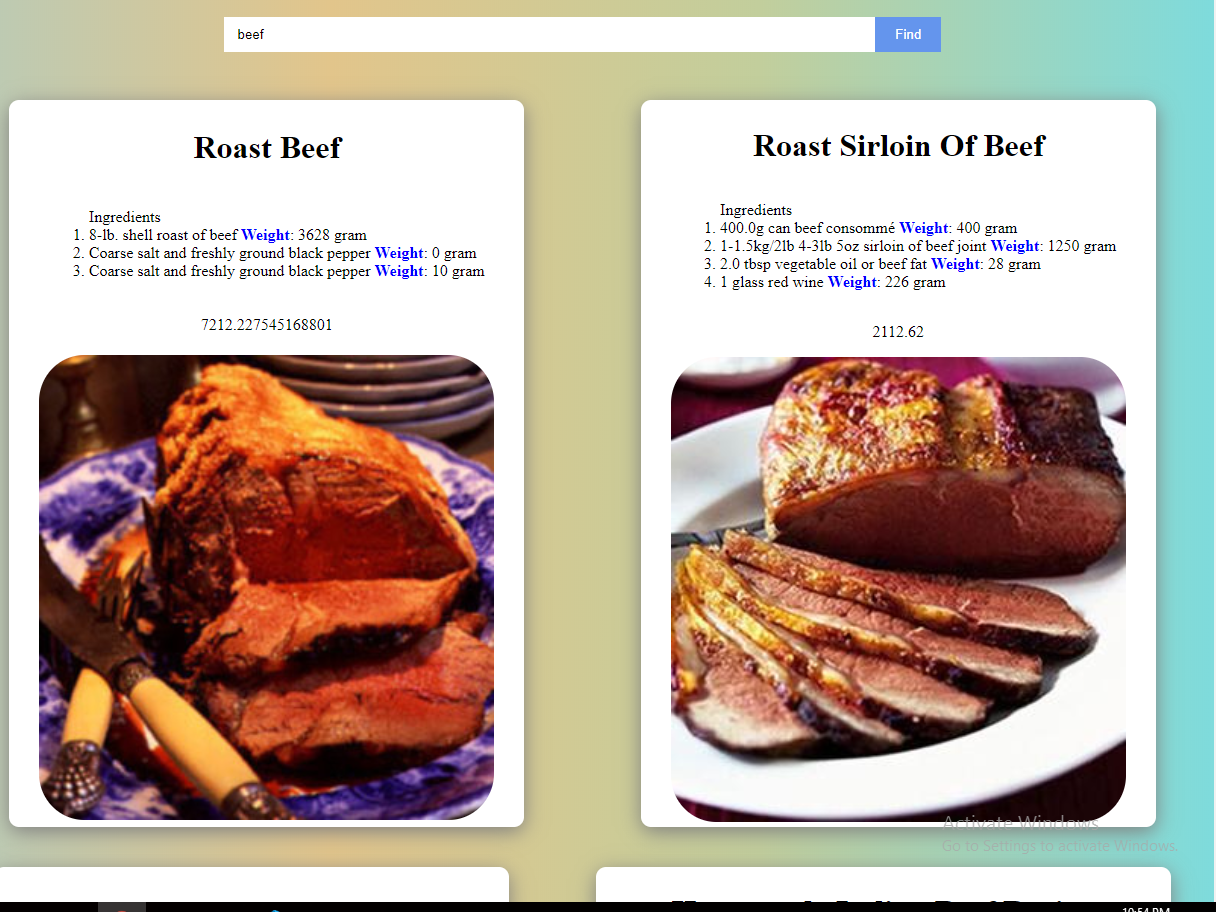 beef
Find
Roast Beef
Ingredients
1. 8-lb. shell roast of beef Weight: 3628 gram
2. Coarse salt and freshly ground black pepper Weight: 0 gram
3. Coarse salt and freshly ground black pepper Weight: 10 gram
7212.227545168801
Roast Sirloin Of Beef
Ingredients
1. 400.0g can beef consommé Weight: 400 gram
2. 1-1.5kg/2lb 4-3lb 5oz sirloin of beef joint Weight: 1250 gram
3. 2.0 tbsp vegetable oil or beef fat Weight: 28 gram
4. 1 glass red wine Weight: 226 gram
2112.62
Activate Windows
Go to Settings to activate Windows.
10:54 PM